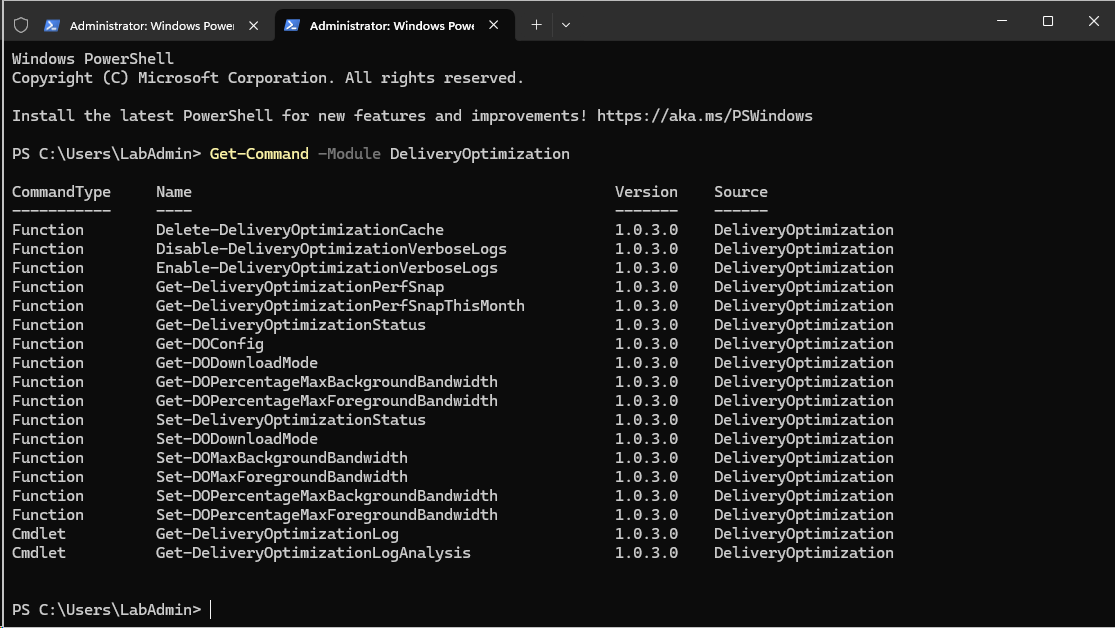 Administrator: Windows Power
Administrator: Windows Powe
Windows PowerShell
Copyright (C) Microsoft Corporation. All rights reserved.
Install the latest PowerShell for new features and improvements! https://aka.ms/PSWindows
PS C:\Users\LabAdmin> Get-Command -Module DeliveryOptimization
CommandType     Name                                               Version    Source
-----------     ----                                               -------    ------
Function        Delete-DeliveryOptimizationCache                   1.0.3.0    DeliveryOptimization
Function        Disable-DeliveryOptimizationVerboseLogs            1.0.3.0    DeliveryOptimization
Function        Enable-DeliveryOptimizationVerboseLogs             1.0.3.0    DeliveryOptimization
Function        Get-DeliveryOptimizationPerfSnap                   1.0.3.0    DeliveryOptimization
Function        Get-DeliveryOptimizationPerfSnapThisMonth          1.0.3.0    DeliveryOptimization
Function        Get-DeliveryOptimizationStatus                     1.0.3.0    DeliveryOptimization
Function        Get-DOConfig                                       1.0.3.0    DeliveryOptimization
Function        Get-DODownloadMode                                 1.0.3.0    DeliveryOptimization
Function        Get-DOPercentageMaxBackgroundBandwidth             1.0.3.0    DeliveryOptimization
Function        Get-DOPercentageMaxForegroundBandwidth             1.0.3.0    DeliveryOptimization
Function        Set-DeliveryOptimizationStatus                     1.0.3.0    DeliveryOptimization
Function        Set-DODownloadMode                                 1.0.3.0    DeliveryOptimization
Function        Set-DOMaxBackgroundBandwidth                       1.0.3.0    DeliveryOptimization
Function        Set-DOMaxForegroundBandwidth                       1.0.3.0    DeliveryOptimization
Function        Set-DOPercentageMaxBackgroundBandwidth             1.0.3.0    DeliveryOptimization
Function        Set-DOPercentageMaxForegroundBandwidth             1.0.3.0    DeliveryOptimization
Cmdlet          Get-DeliveryOptimizationLog                        1.0.3.0    DeliveryOptimization
Cmdlet          Get-DeliveryOptimizationLogAnalysis                1.0.3.0    DeliveryOptimization
PS C:\Users\LabAdmin>